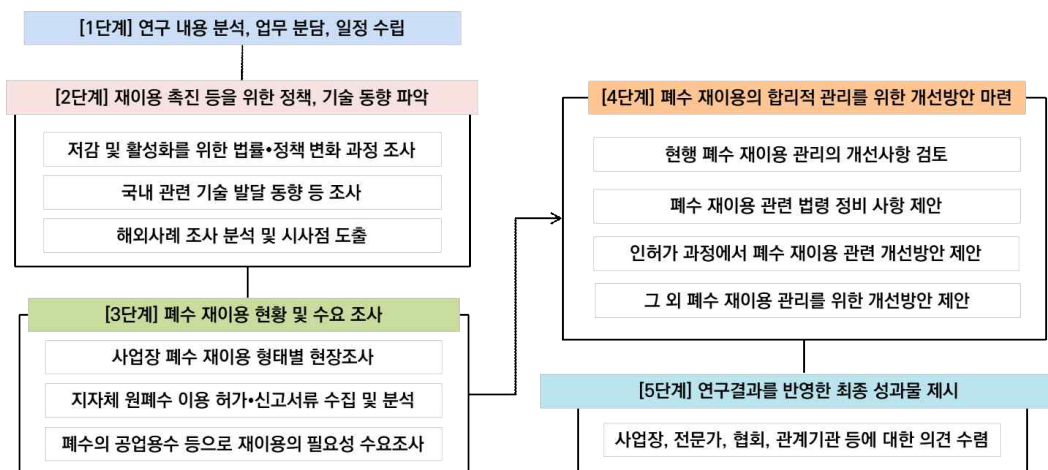 [1단계] 연구 내용 분석, 업무 분담, 일정 수립
[2단계] 재이용 촉진 등을 위한 정책, 기술 동향 파악
저감 및 활성화를 위한 법률•정책 변화 과정 조사
국내 관련 기술 발달 동향 등 조사
해외사례 조사 분석 및 시사점 도출
[3단계] 폐수 재이용 현황 및 수요 조사
사업장 폐수 재이용 형태별 현장조사
지자체 원폐수 이용 허가•신고서류 수집 및 분석
폐수의 공업용수 등으로 재이용의 필요성 수요조사
[4단계] 폐수 재이용의 합리적 관리를 위한 개선방안 마련
현행 폐수 재이용 관리의 개선사항 검토
폐수 재이용 관련 법령 정비 사항 제안
인허가 과정에서 폐수 재이용 관련 개선방안 제안
그 외 폐수 재이용 관리를 위한 개선방안 제안
[5단계] 연구결과를 반영한 최종 성과물 제시
사업장, 전문가, 협회, 관계기관 등에 대한 의견 수렴